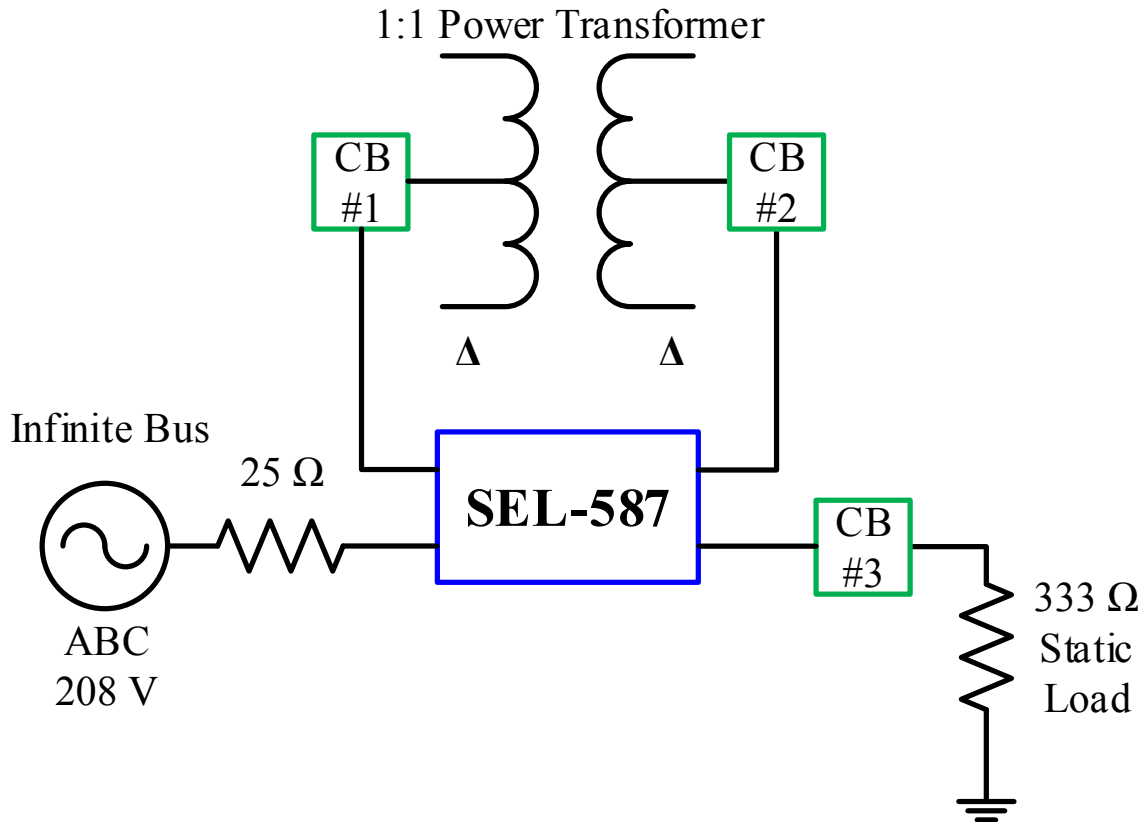 1:1 Power Transformer
CB
#1
CB
#2
Δ
Δ
Infinite Bus
25 Ω
SEL-587
CB
#3
333 Ω
Static
Load
ABC
208 V